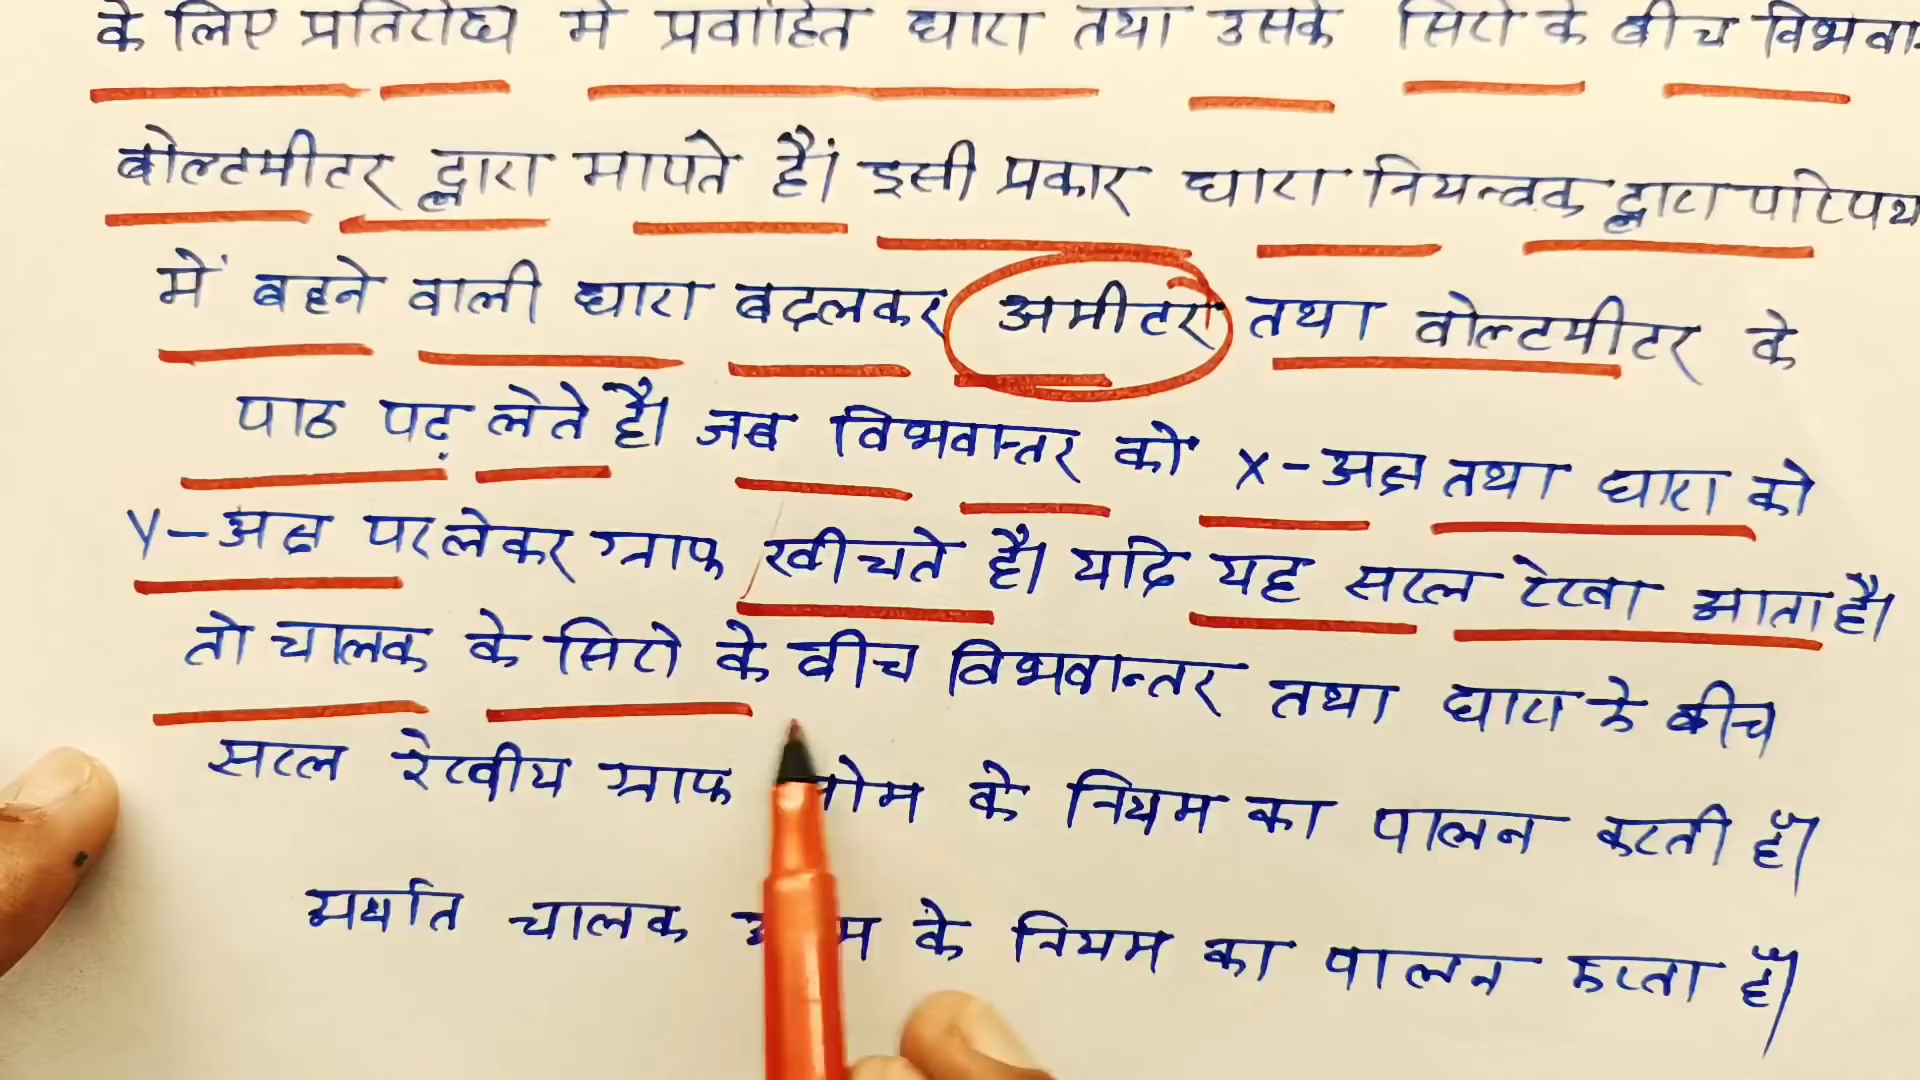 के लिए प्रतिरोध में प्रवाहित धारा तथा उसके सिरो के बीच
बोल्टमीटर द्वारा मापते हैं। इसी प्रकार धारा नियन्त्रक द्वारा परिपथ
में बहने वाली धारा बदलकर अमीटर तथा वोल्टमीटर के
पाठ पढ़ लेते है। जब विभवान्तर को X-अक्ष तथा धारा को
Y-अक्ष पर लेकर ग्राफ खीचते है। यदि यह सरल रेखा आता है।
तो चालक के सिरो के बीच विभवान्तर तथा धारा के बीच
सरल रेखीय ग्राफ के नियम का पालन करती हैं।
अर्थात चालक के नियम का पालन करता हैं।